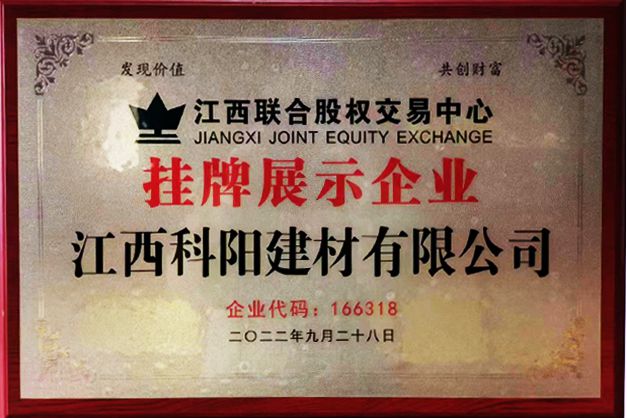 发现价值 共创财富
江西联合股权交易中心
JIANGXI JOINT EQUITY EXCHANGE
挂牌展示企业
江西科阳建材有限公司
企业代码：166318
二〇二二年九月二十八日